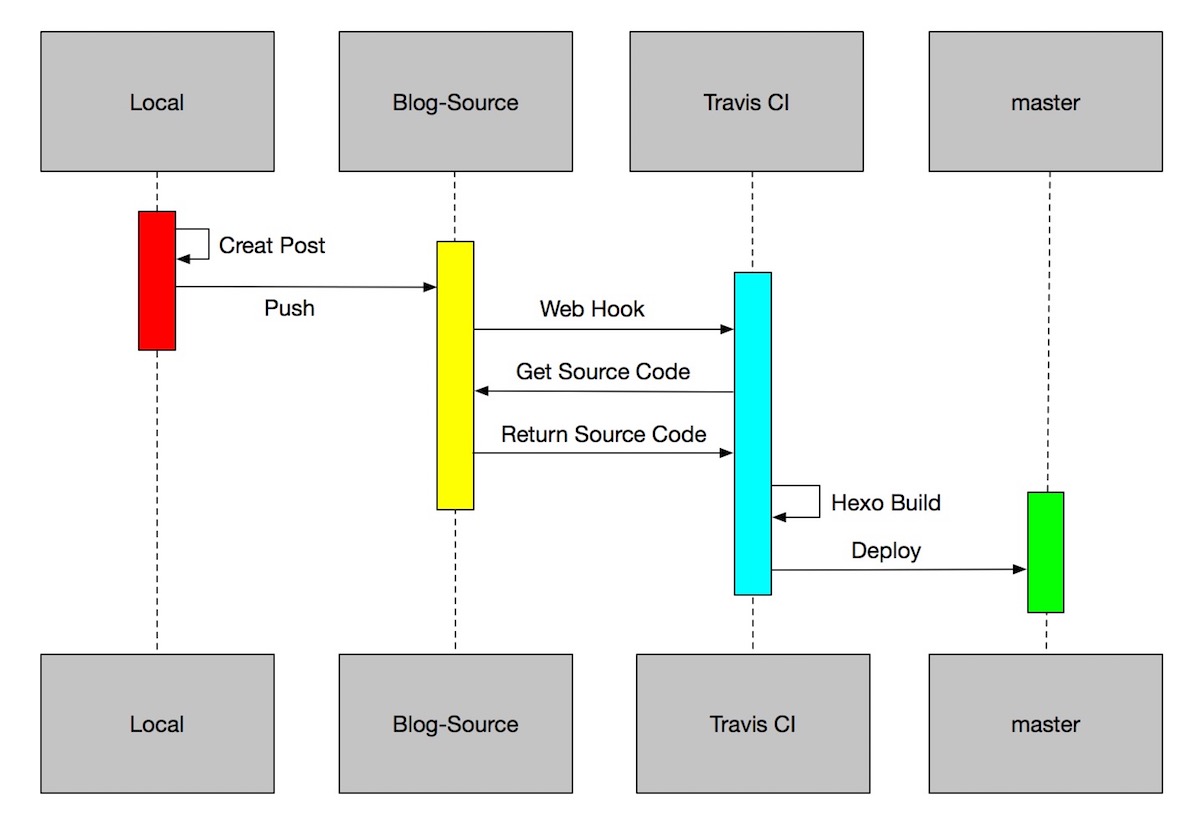 Local
Blog-Source
Travis CI
master
Creat Post
Push
Web Hook
Get Source Code
Return Source Code
Hexo Build
Deploy
Local
Blog-Source
Travis CI
master